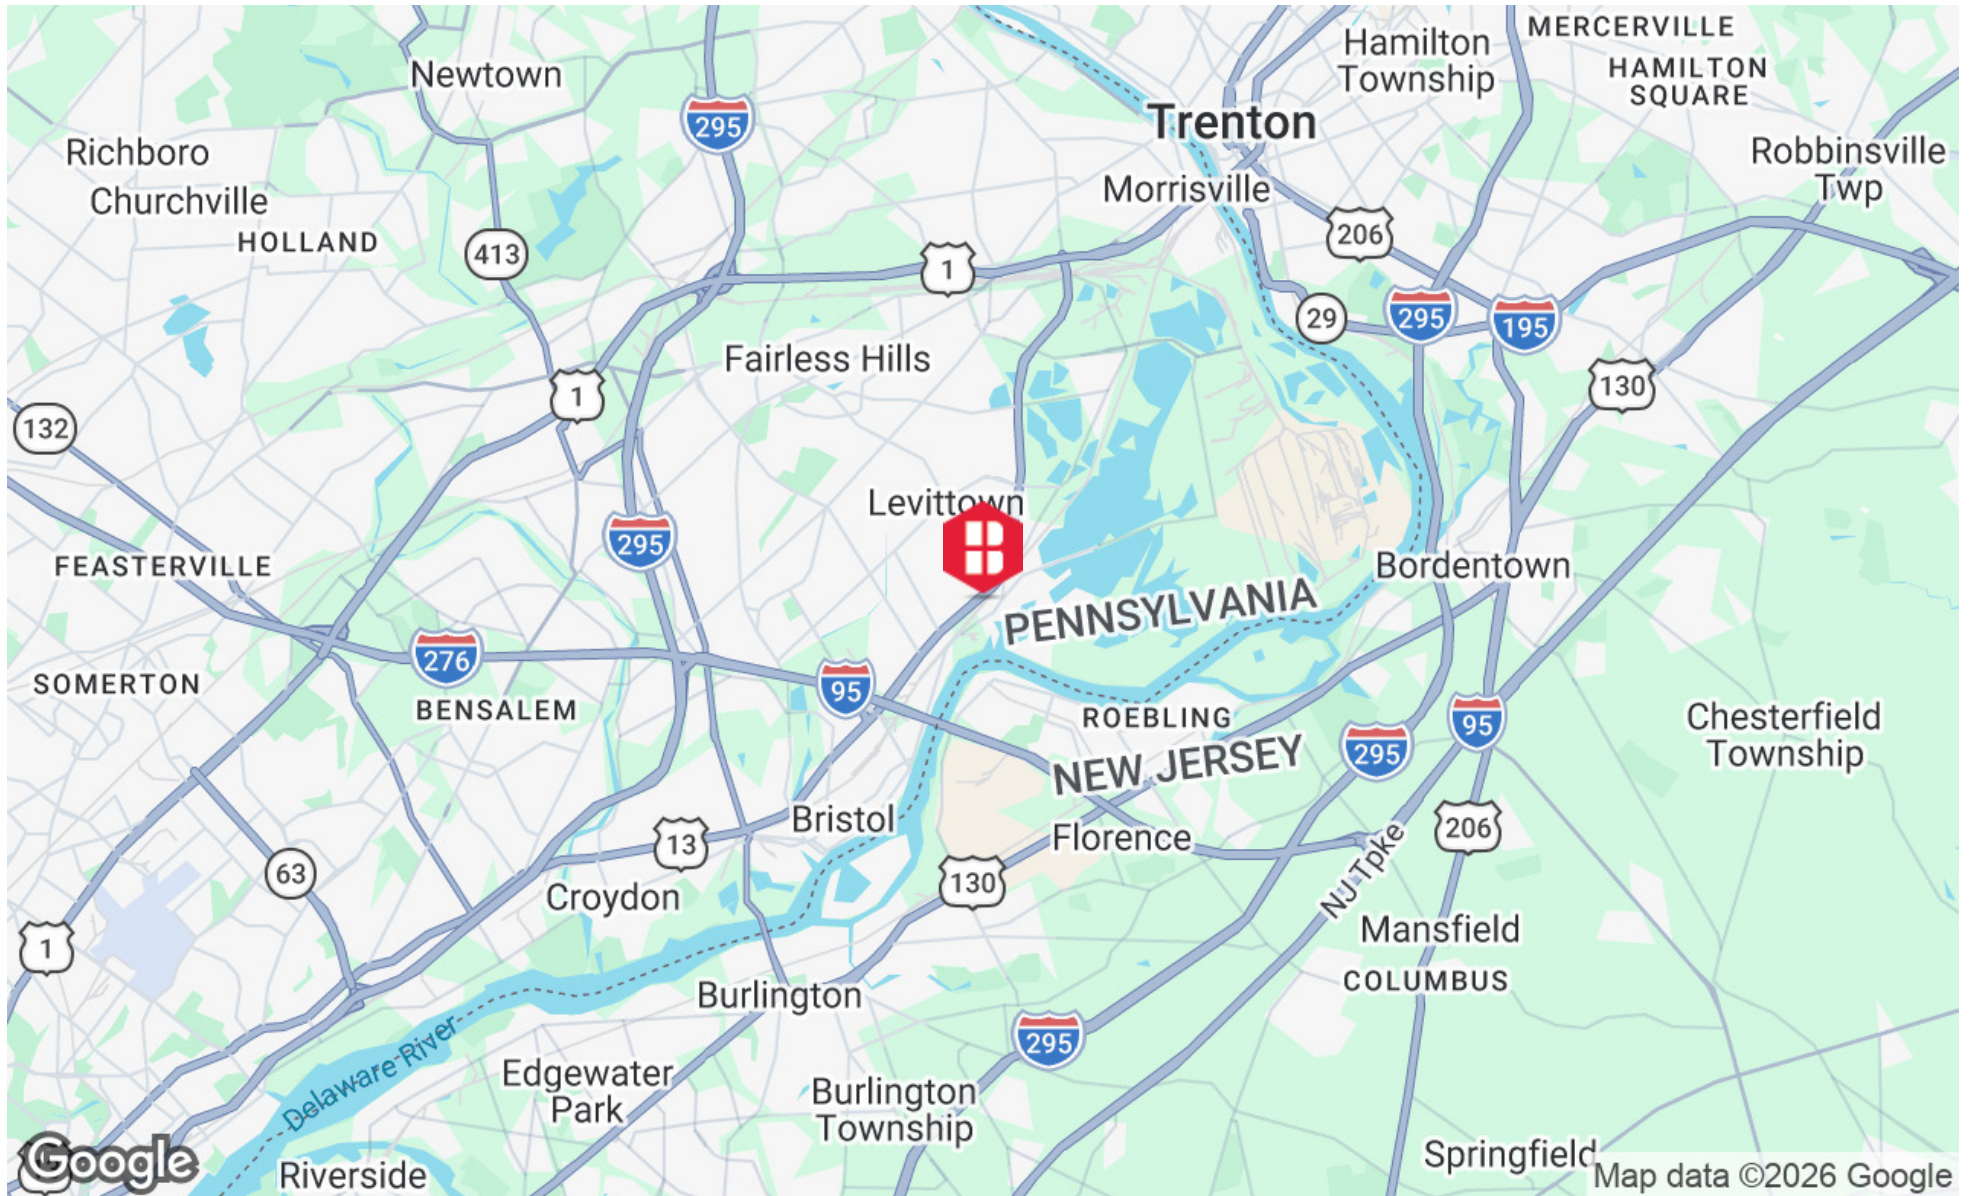 MERCERVILLE
Hamilton
Township
HAMILTON
SQUARE
Newtown
295
Trenton
Richboro
Robbinsville
Twp
Churchville
Morrisville
HOLLAND
413
206
1
29
295
195
Fairless Hills
1
130
132
Levittown
295
FEASTERVILLE
Bordentown
PENNSYLVANIA
276
SOMERTON
95
BENSALEM
ROEBLING
95
Chesterfield
Township
295
NEW JERSEY
Bristol
13
Florence
206
63
130
NJ Tpke
Croydon
1
Mansfield
COLUMBUS
Burlington
295
Delaware River
Edgewater
Park
Burlington
Township
Springfield
Google
Riverside
Map data ©2026 Google